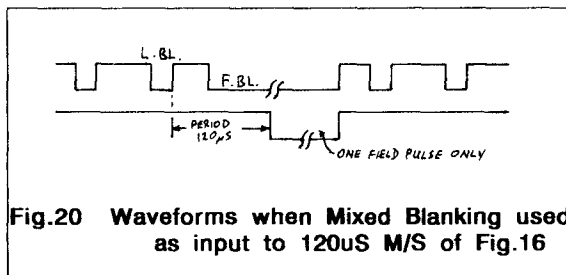 L.BL.
F.BL.
PERIOD
120µS
ONE FIELD PULSE ONLY
Fig.20 Waveforms when Mixed Blanking used
as input to 120uS M/S of Fig.16